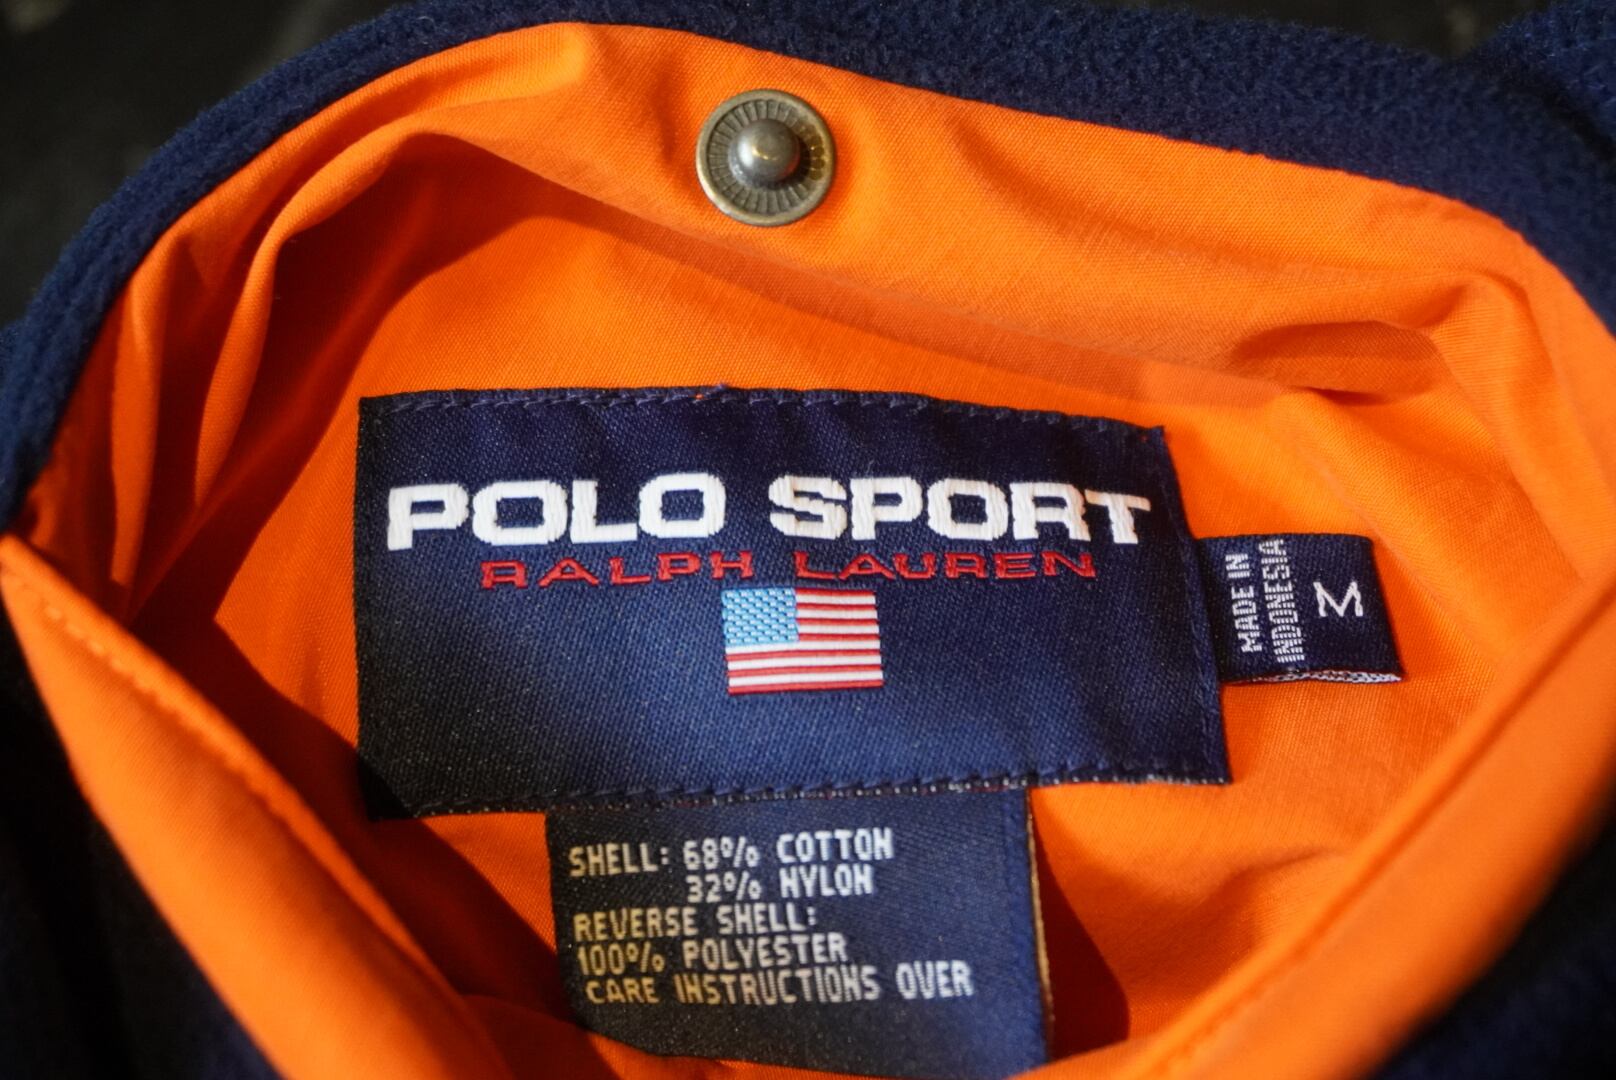 POLO SPORT
RALPH LAUREN
MADE IN
INDONESIA
M
SHELL: 68% COTTON
32% NYLON
REVERSE SHELL:
100% POLYESTER
CARE INSTRUCTIONS OVER